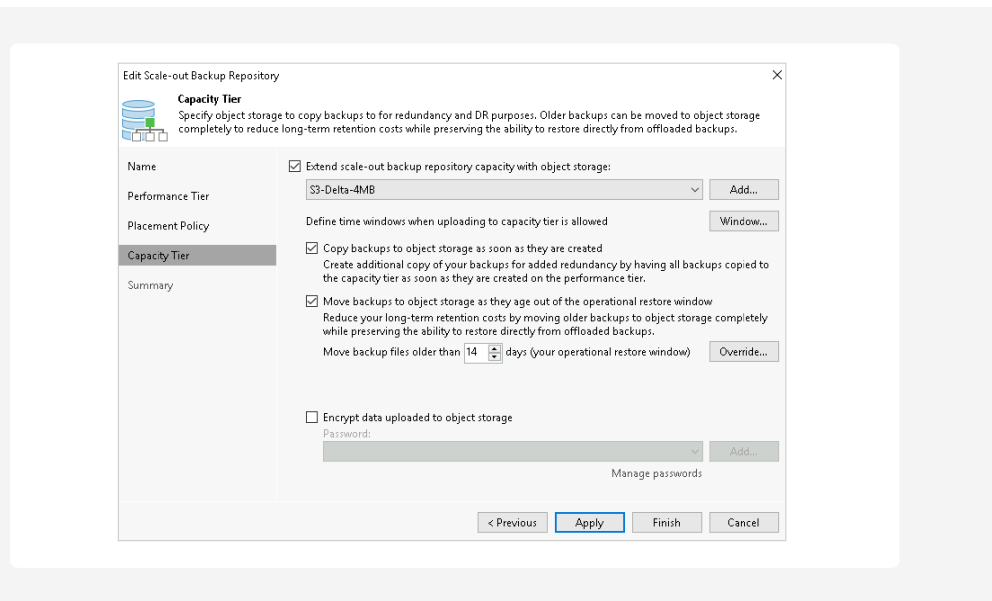 Edit Scale-out Backup Repository
Capacity Tier
Specify object storage to copy backups to for redundancy and DR purposes. Older backups can be moved to object storage
completely to reduce long-term retention costs while preserving the ability to restore directly from offloaded backups.
Name
Performance Tier
Placement Policy
Capacity Tier
Summary
Extend scale-out backup repository capacity with object storage:
S3-Delta-4MB
Add...
Define time windows when uploading to capacity tier is allowed
Window...
Copy backups to object storage as soon as they are created
Create additional copy of your backups for added redundancy by having all backups copied to
the capacity tier as soon as they are created on the performance tier.
Move backups to object storage as they age out of the operational restore window
Reduce your long-term retention costs by moving older backups to object storage completely
while preserving the ability to restore directly from offloaded backups.
Move backup files older than 14 days (your operational restore window)
Override...
Encrypt data uploaded to object storage
Password:
Add...
Manage passwords
< Previous
Apply
Finish
Cancel